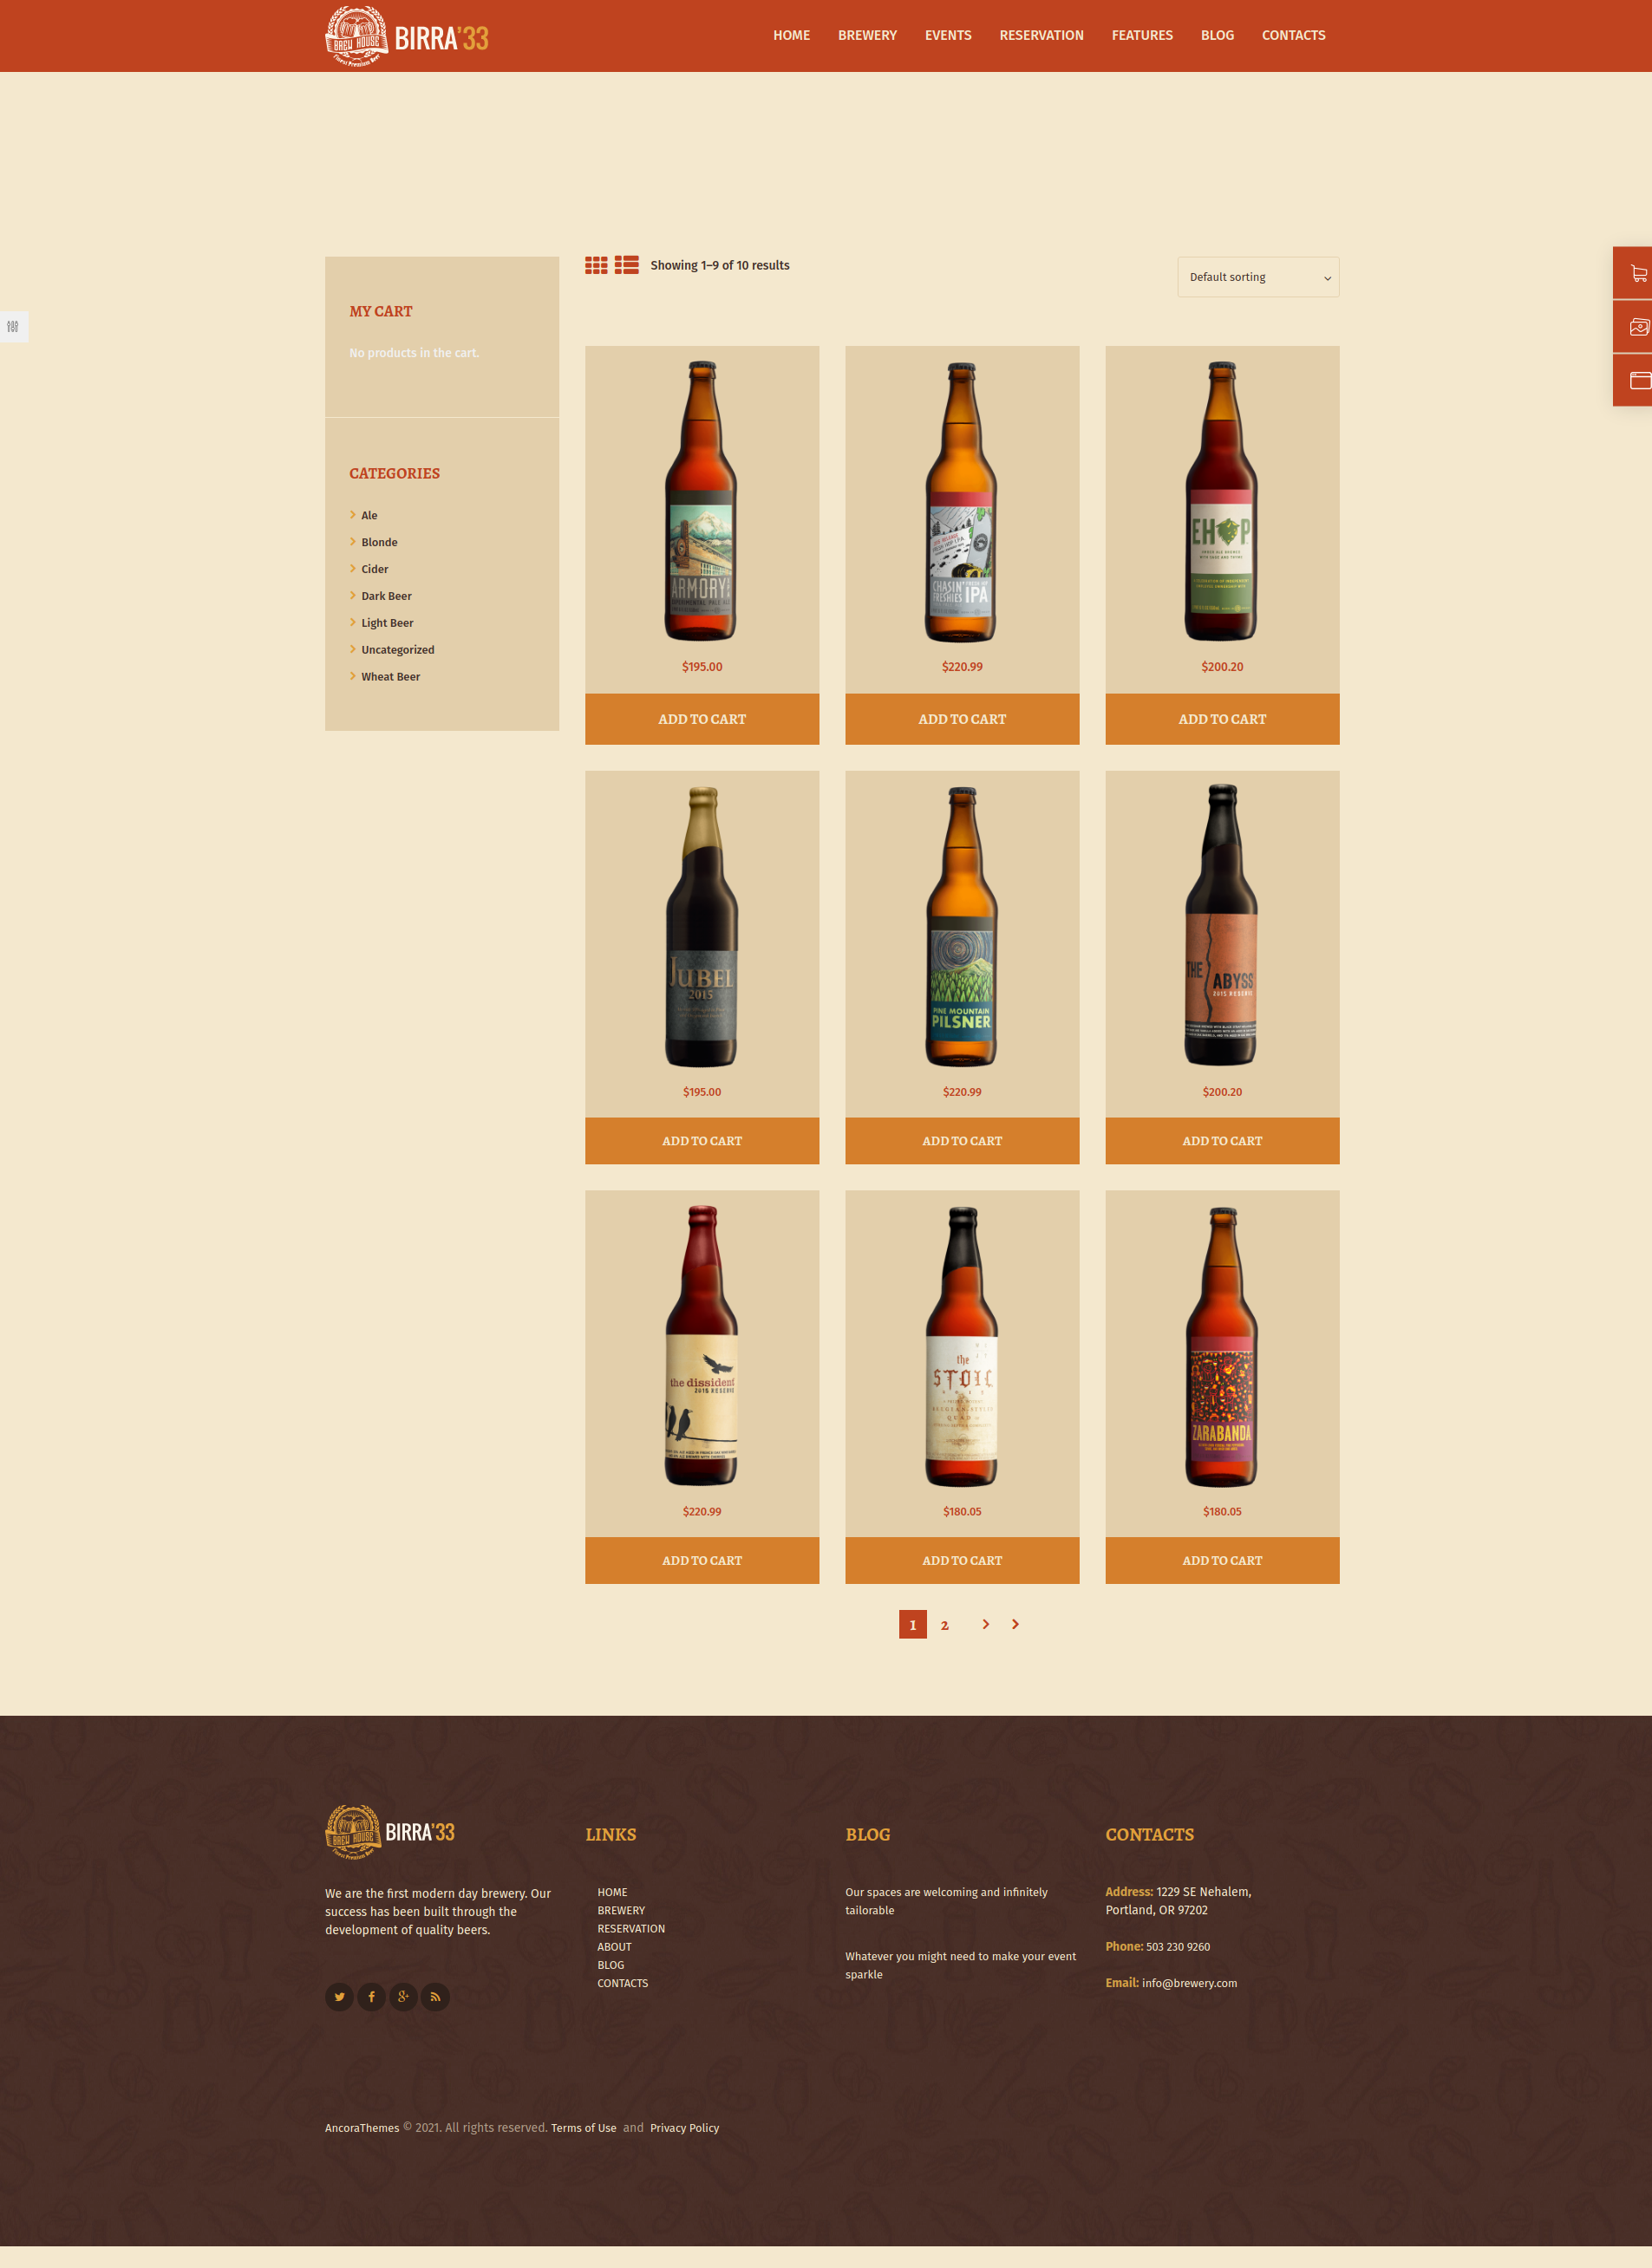 BREW HOUSE
Finest Premium Beer
BIRRA'33
HOME BREWERY EVENTS RESERVATION FEATURES BLOG CONTACTS
MY CART
No products in the cart.
CATEGORIES
Ale
Blonde
Cider
Dark Beer
Light Beer
Uncategorized
Wheat Beer
Showing 1–9 of 10 results
Default sorting
ARMORY
EXPERIMENTAL PALE ALE
$195.00
ADD TO CART
CHASIN' FRESH HOP
FRESHIES IPA
$220.99
ADD TO CART
EHOP
$200.20
ADD TO CART
JUBEL
2015
$195.00
ADD TO CART
PINE MOUNTAIN
PILSNER
$220.99
ADD TO CART
THE ABYSS
2015 RESERVE
$200.20
ADD TO CART
the dissident
2015 RESERVE
$220.99
ADD TO CART
the
STOIC
BELGIAN-STYLE
QUAD
$180.05
ADD TO CART
ZARABANDA
$180.05
ADD TO CART
1 2
BREW HOUSE
Finest Premium Beer
BIRRA'33
We are the first modern day brewery. Our
success has been built through the
development of quality beers.
LINKS
HOME
BREWERY
RESERVATION
ABOUT
BLOG
CONTACTS
BLOG
Our spaces are welcoming and infinitely
tailorable
Whatever you might need to make your event
sparkle
CONTACTS
Address: 1229 SE Nehalem,
Portland, OR 97202
Phone: 503 230 9260
Email: info@brewery.com
AncoraThemes © 2021. All rights reserved. Terms of Use and Privacy Policy